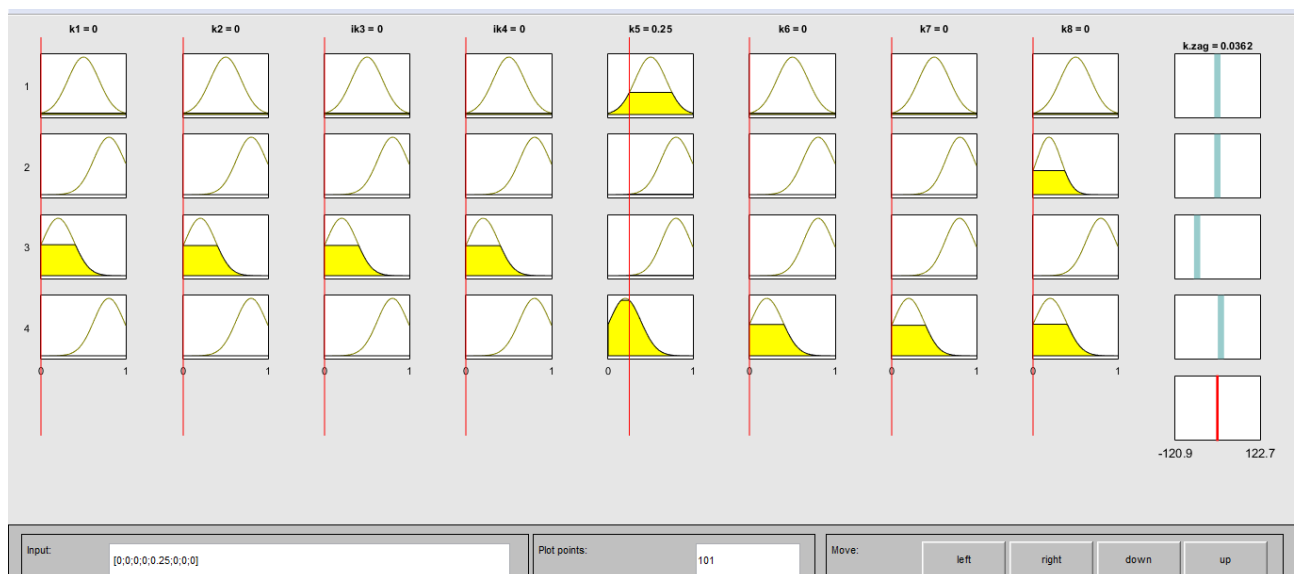 k1 = 0 k2 = 0 ik3 = 0 ik4 = 0 k5 = 0.25 k6 = 0 k7 = 0 k8 = 0
k.zag = 0.0362
1
2
3
4
0 1 0 1 0 1 0 1 0 1 0 1 0 1 0 1
-120.9 122.7
Input: [0;0;0;0;0.25;0;0;0] Plot points: 101 Move: left right down up